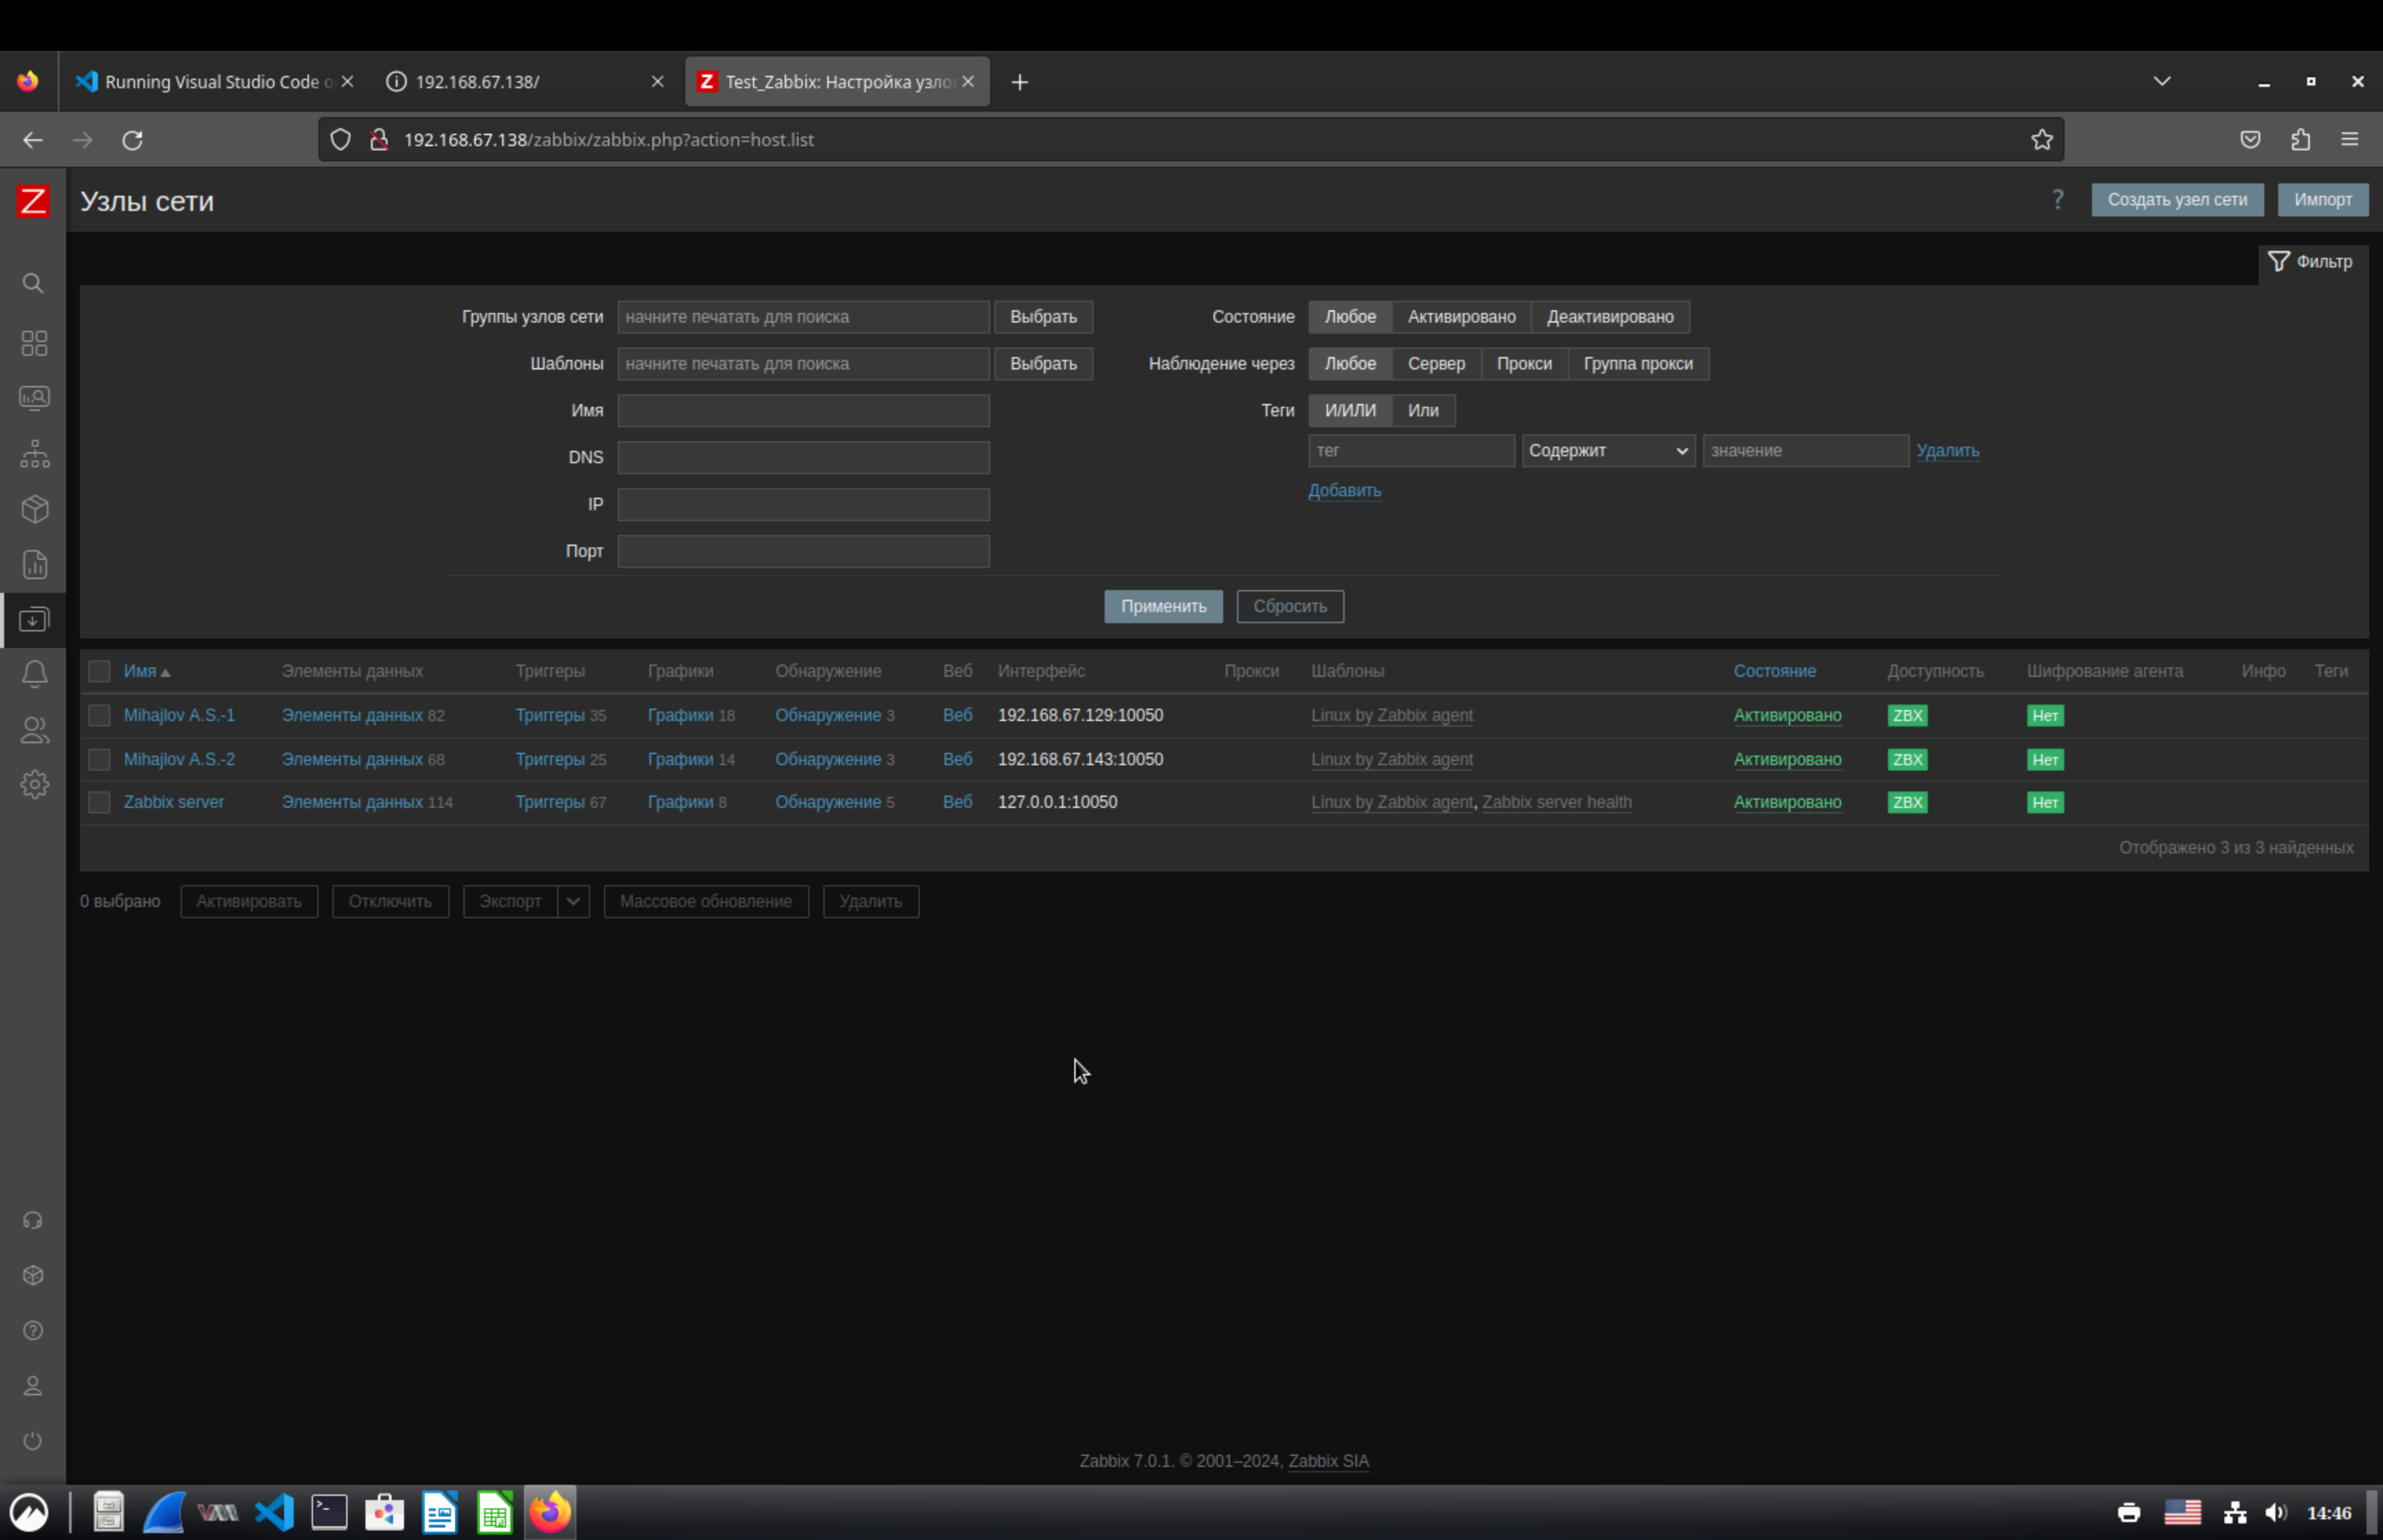 Running Visual Studio Code o
192.168.67.138/
Z Test_Zabbix: Настройка узло
192.168.67.138/zabbix/zabbix.php?action=host.list
Z
Узлы сети
? Создать узел сети Импорт
Фильтр
Группы узлов сети начните печатать для поиска Выбрать
Шаблоны начните печатать для поиска Выбрать
Имя
DNS
IP
Порт
Состояние Любое Активировано Деактивировано
Наблюдение через Любое Сервер Прокси Группа прокси
Теги И/ИЛИ Или
тег Содержит значение Удалить
Добавить
Применить Сбросить
Имя Элементы данных Триггеры Графики Обнаружение Веб Интерфейс Прокси Шаблоны Состояние Доступность Шифрование агента Инфо Теги
Mihajlov A.S.-1 Элементы данных 82 Триггеры 35 Графики 18 Обнаружение 3 Веб 192.168.67.129:10050 Linux by Zabbix agent Активировано ZBX Нет
Mihajlov A.S.-2 Элементы данных 68 Триггеры 25 Графики 14 Обнаружение 3 Веб 192.168.67.143:10050 Linux by Zabbix agent Активировано ZBX Нет
Zabbix server Элементы данных 114 Триггеры 67 Графики 8 Обнаружение 5 Веб 127.0.0.1:10050 Linux by Zabbix agent, Zabbix server health Активировано ZBX Нет
Отображено 3 из 3 найденных
0 выбрано Активировать Отключить Экспорт Массовое обновление Удалить
Zabbix 7.0.1. © 2001–2024, Zabbix SIA
14:46